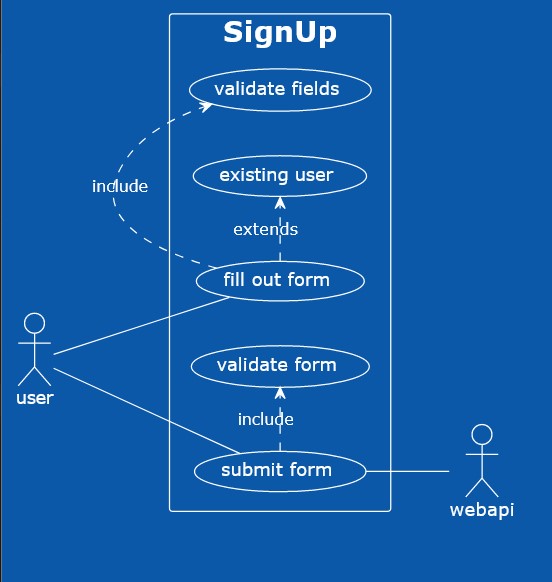 SignUp
validate fields
existing user
include
extends
fill out form
validate form
user
include
submit form
webapi